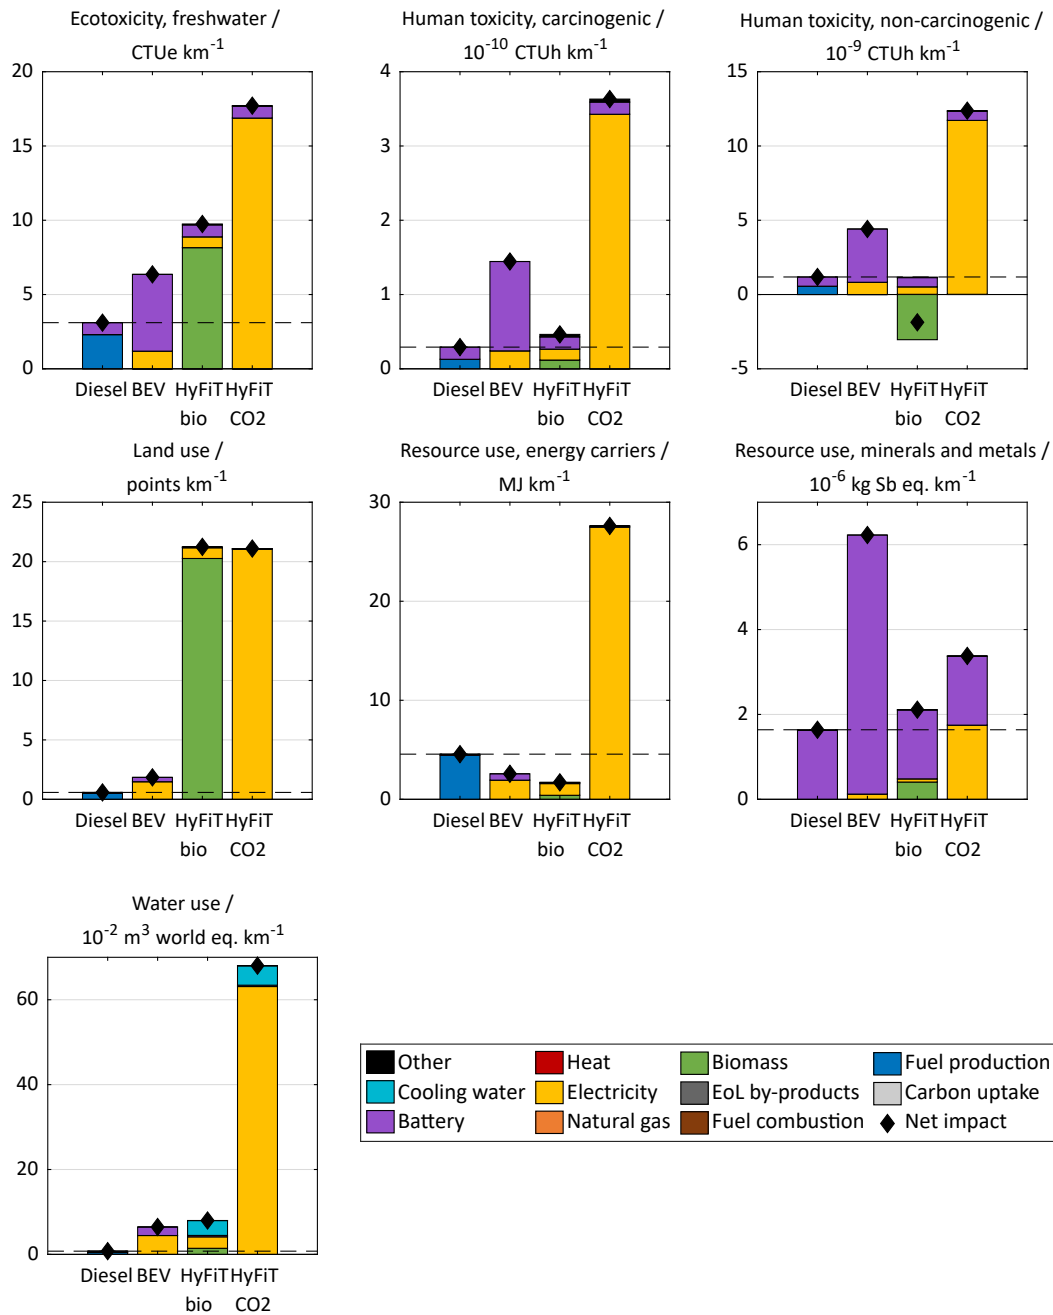 Ecotoxicity, freshwater /
CTUe km-1
20
15
10
5
0
Diesel BEV HyFiT HyFiT
bio CO2
Human toxicity, carcinogenic /
10-10 CTUh km-1
4
3
2
1
0
Diesel BEV HyFiT HyFiT
bio CO2
Human toxicity, non-carcinogenic /
10-9 CTUh km-1
15
10
5
0
-5
Diesel BEV HyFiT HyFiT
bio CO2
Land use /
points km-1
25
20
15
10
5
0
Diesel BEV HyFiT HyFiT
bio CO2
Resource use, energy carriers /
MJ km-1
30
20
10
0
Diesel BEV HyFiT HyFiT
bio CO2
Resource use, minerals and metals /
10-6 kg Sb eq. km-1
6
4
2
0
Diesel BEV HyFiT HyFiT
bio CO2
Water use /
10-2 m3 world eq. km-1
60
40
20
0
Diesel BEV HyFiT HyFiT
bio CO2
Other Heat Biomass Fuel production
Cooling water Electricity EoL by-products Carbon uptake
Battery Natural gas Fuel combustion Net impact